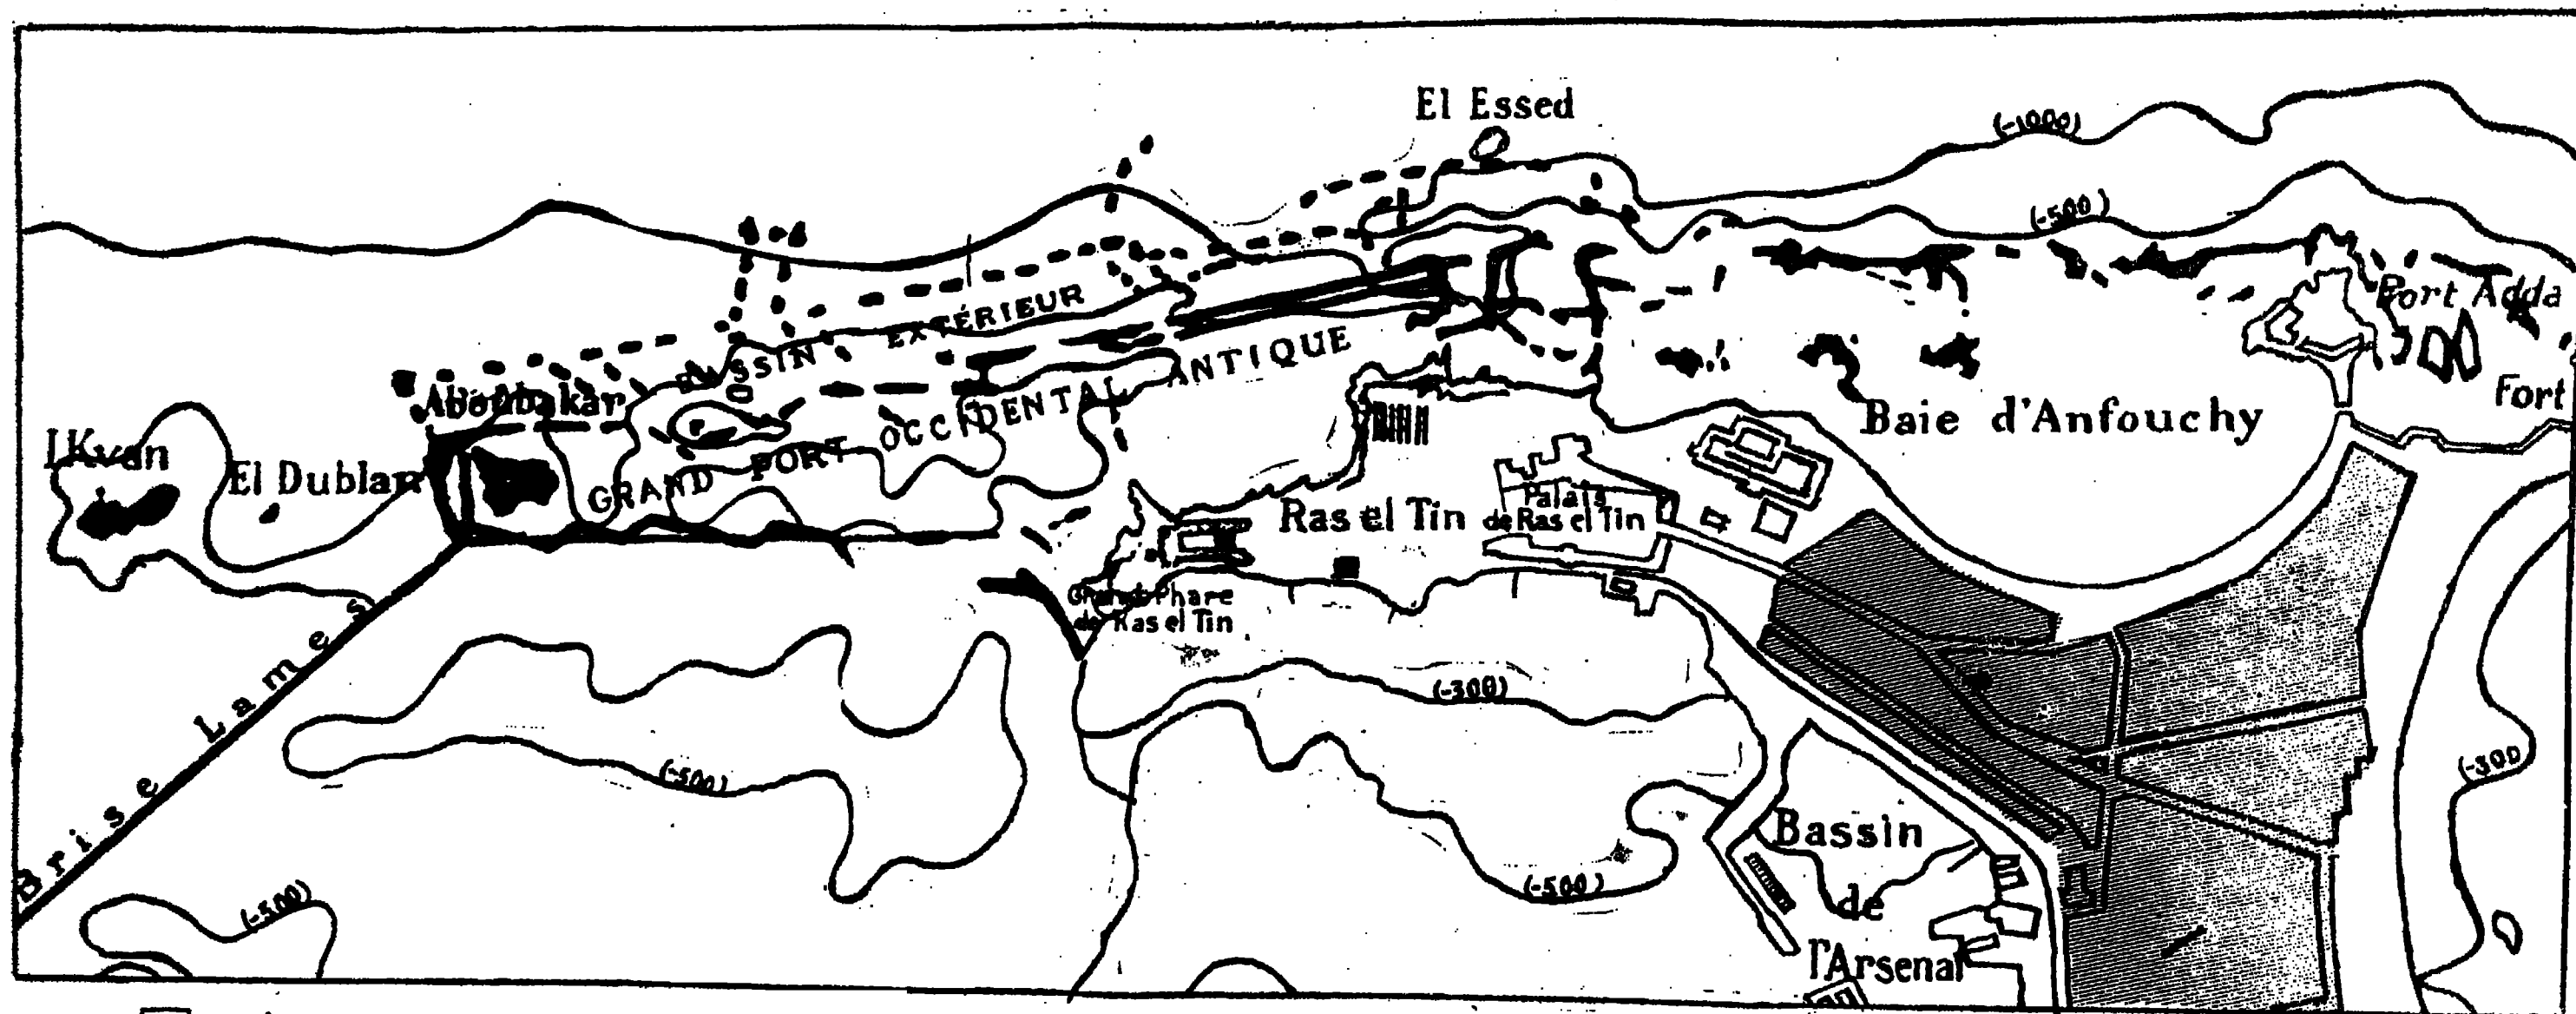 El Essed
(-1000)
(-500)
Port Adda
BASSIN EXTÉRIEUR
Aboubakar
GRAND PORT OCCIDENTAL ANTIQUE
Fort
Baie d'Anfouchy
El Dublan
Ras el Tin
Palais
de Ras el Tin
Grand Phare
de Ras el Tin
Brise Lames
(-300)
(-500)
(-300
Bassin
de
l'Arsenal
(-500)
(-500)